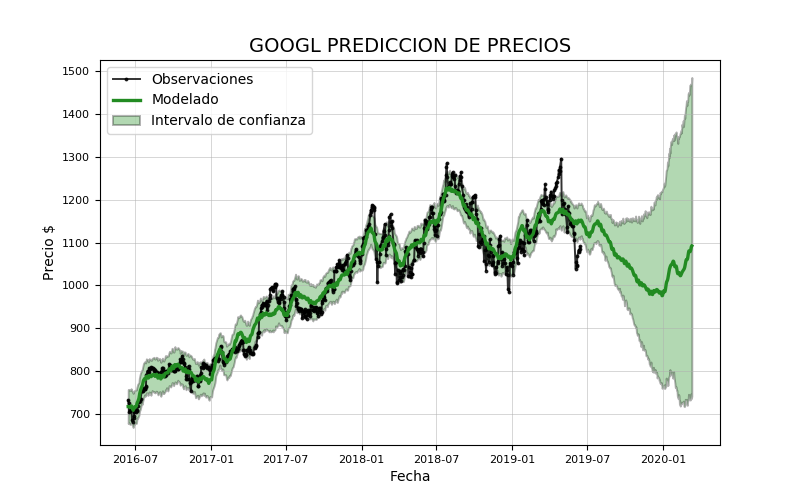 GOOGL PREDICCION DE PRECIOS
Observaciones
Modelado
Intervalo de confianza
Precio $
1500
1400
1300
1200
1100
1000
900
800
700
2016-07 2017-01 2017-07 2018-01 2018-07 2019-01 2019-07 2020-01
Fecha